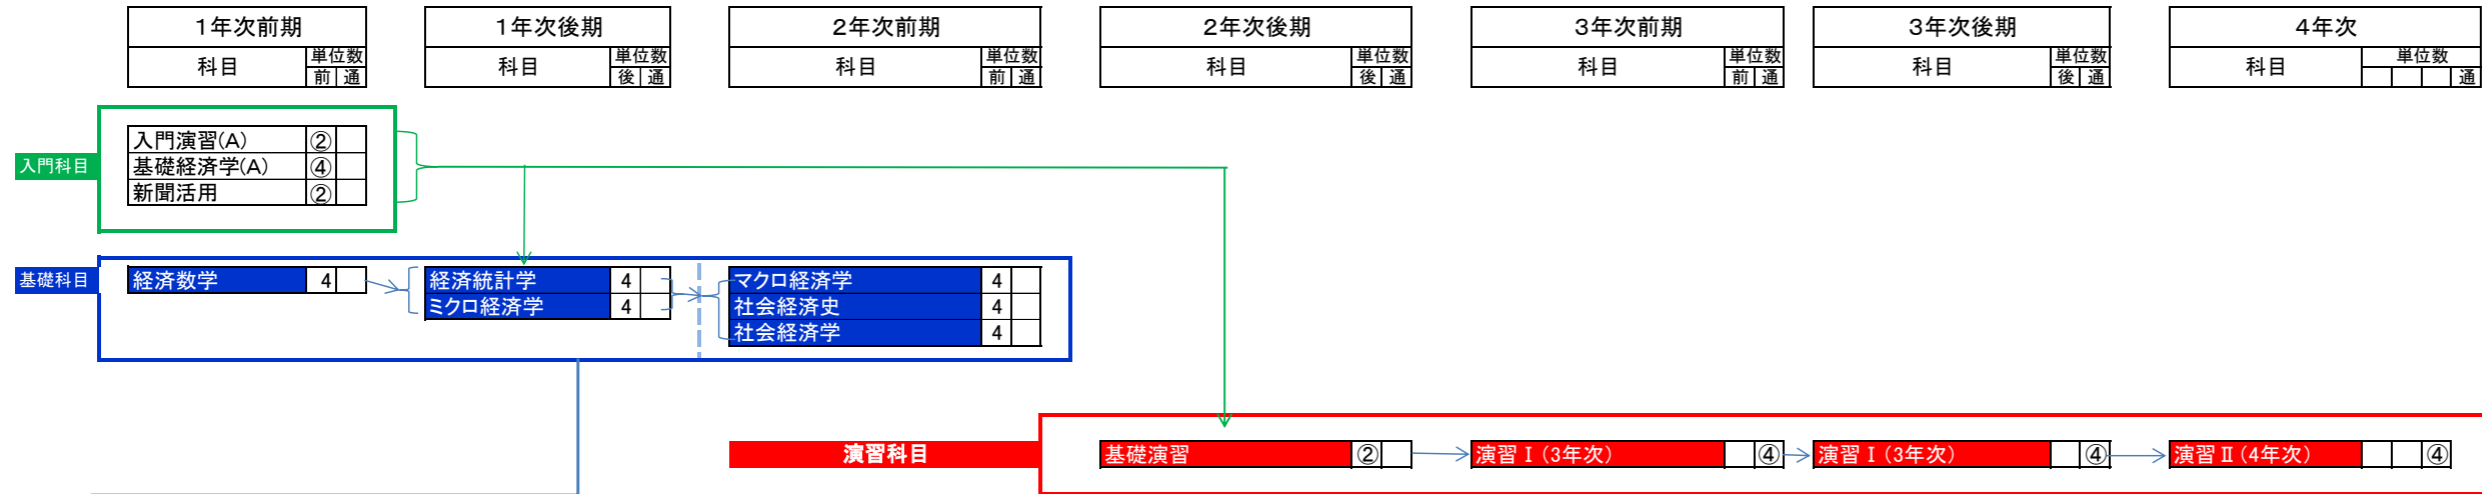 1年次前期 1年次後期 2年次前期 2年次後期 3年次前期 3年次後期 4年次
科目 単位数 科目 単位数 科目 単位数 科目 単位数 科目 単位数 科目 単位数 科目 単位数
前 通 後 通 前 通 後 通 前 通 後 通 通
入門科目
入門演習(A) ②
基礎経済学(A) ④
新聞活用 ②
基礎科目
経済数学 4 経済統計学 4 マクロ経済学 4
ミクロ経済学 4 社会経済史 4
社会経済学 4
演習科目 基礎演習 ② 演習Ⅰ(3年次) ④ 演習Ⅰ(3年次) ④ 演習Ⅱ(4年次) ④